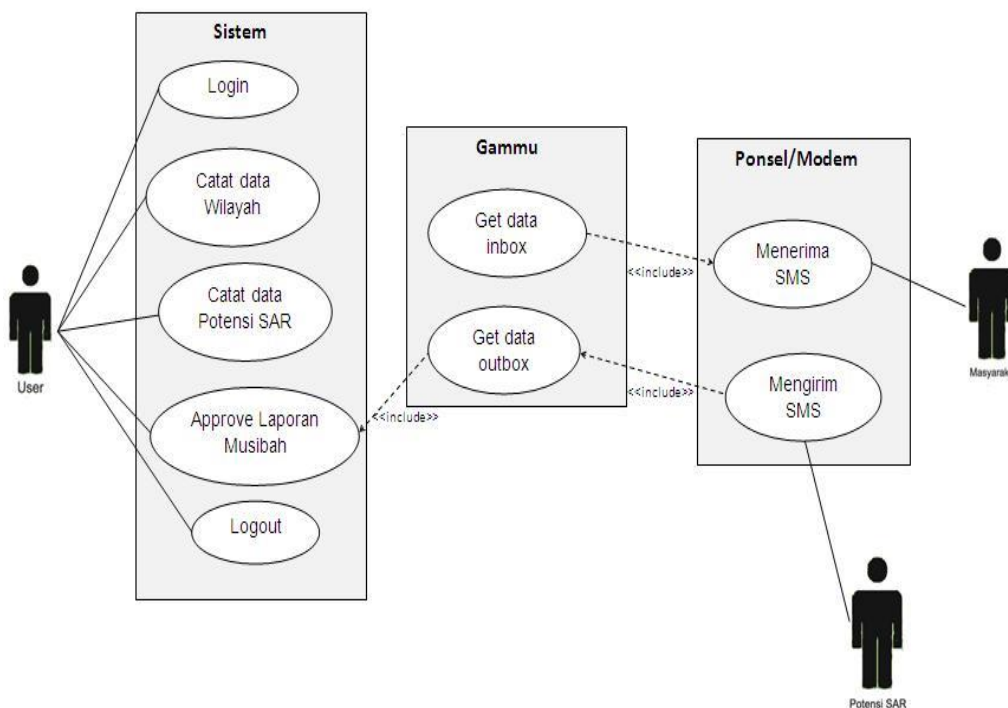 Sistem
Login
Catat data
Wilayah
Catat data
Potensi SAR
Approve Laporan
Musibah
Logout
User
Gammu
Get data
inbox
Get data
outbox
<<include>>
<<include>>
<<include>>
Ponsel/Modem
Menerima
SMS
Mengirim
SMS
Masyarak
Potensi SAR